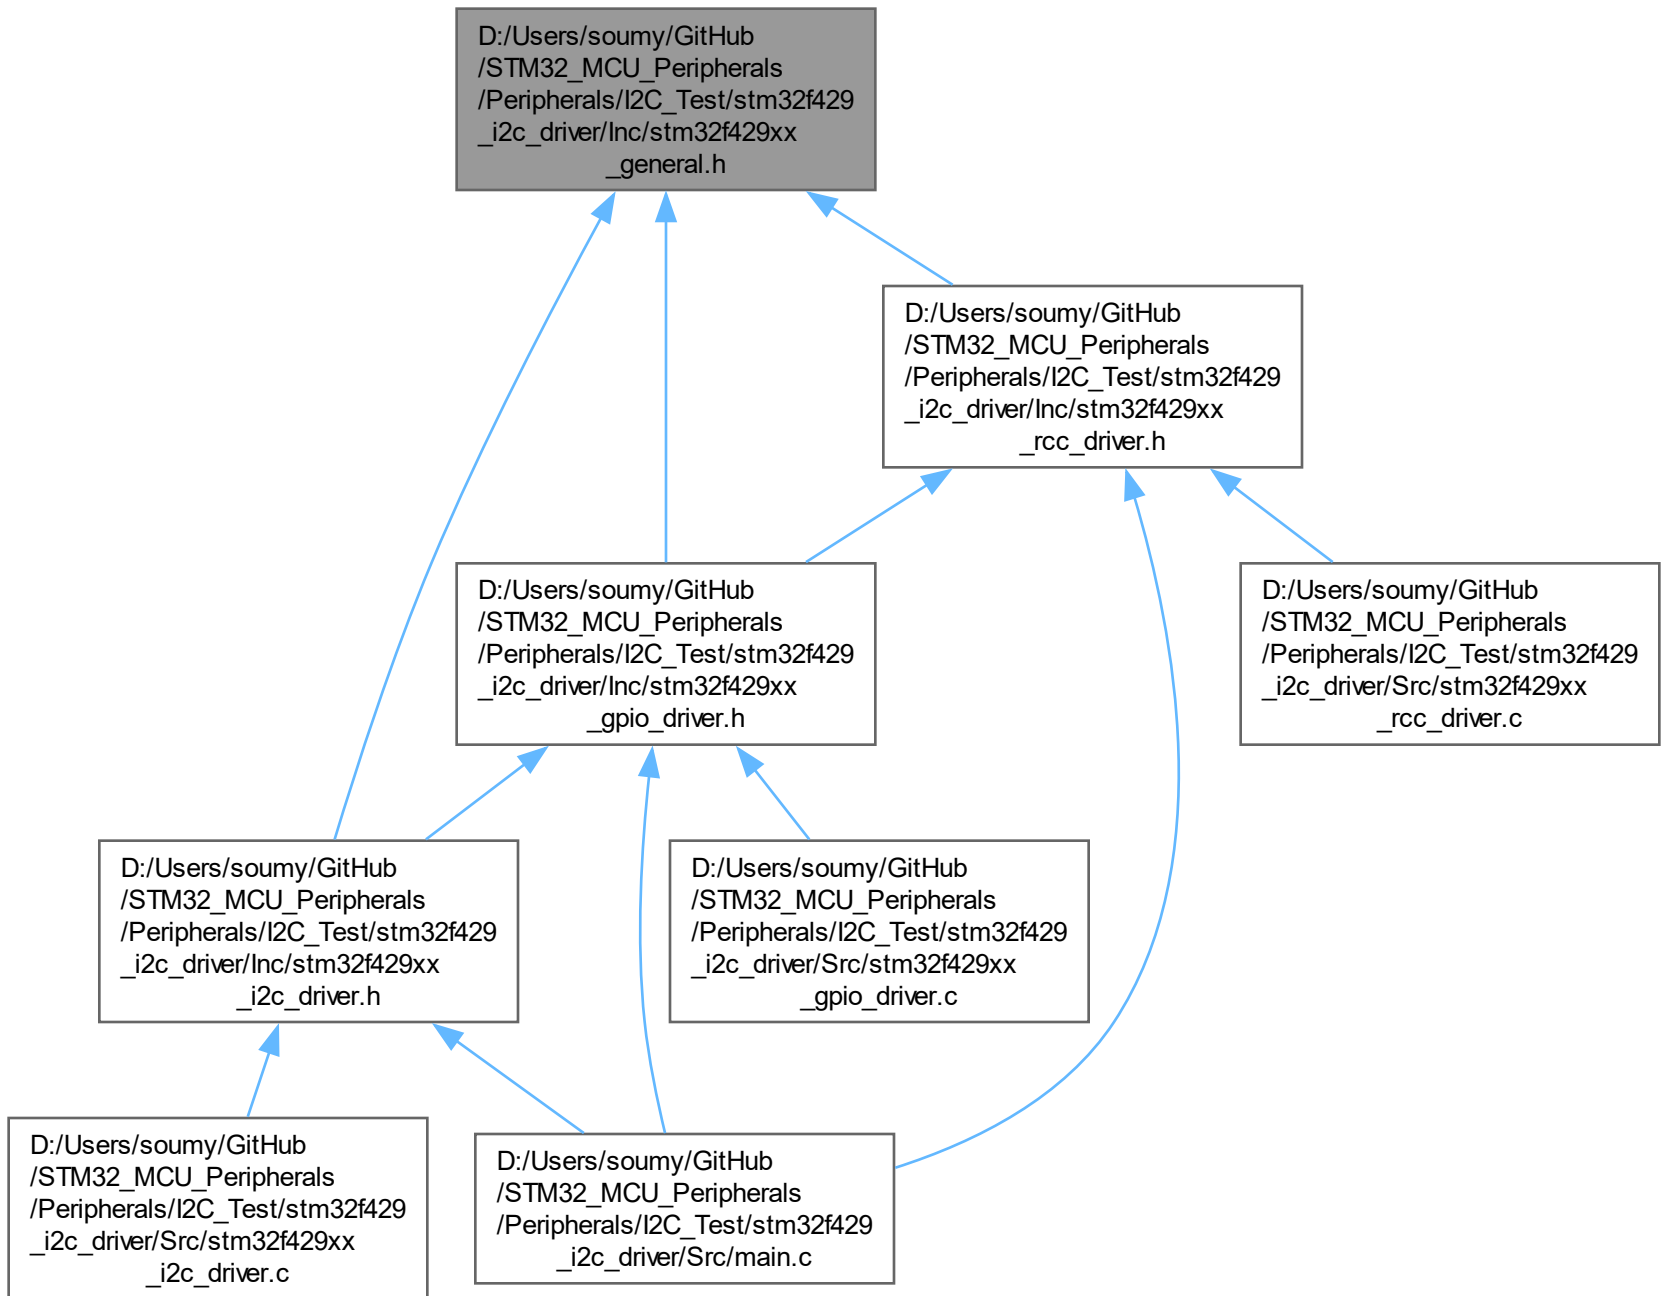 D:/Users/soumy/GitHub
/STM32_MCU_Peripherals
/Peripherals/I2C_Test/stm32f429
_i2c_driver/Inc/stm32f429xx
_general.h
D:/Users/soumy/GitHub
/STM32_MCU_Peripherals
/Peripherals/I2C_Test/stm32f429
_i2c_driver/Inc/stm32f429xx
_rcc_driver.h
D:/Users/soumy/GitHub
/STM32_MCU_Peripherals
/Peripherals/I2C_Test/stm32f429
_i2c_driver/Inc/stm32f429xx
_gpio_driver.h
D:/Users/soumy/GitHub
/STM32_MCU_Peripherals
/Peripherals/I2C_Test/stm32f429
_i2c_driver/Src/stm32f429xx
_rcc_driver.c
D:/Users/soumy/GitHub
/STM32_MCU_Peripherals
/Peripherals/I2C_Test/stm32f429
_i2c_driver/Inc/stm32f429xx
_i2c_driver.h
D:/Users/soumy/GitHub
/STM32_MCU_Peripherals
/Peripherals/I2C_Test/stm32f429
_i2c_driver/Src/stm32f429xx
_gpio_driver.c
D:/Users/soumy/GitHub
/STM32_MCU_Peripherals
/Peripherals/I2C_Test/stm32f429
_i2c_driver/Src/stm32f429xx
_i2c_driver.c
D:/Users/soumy/GitHub
/STM32_MCU_Peripherals
/Peripherals/I2C_Test/stm32f429
_i2c_driver/Src/main.c